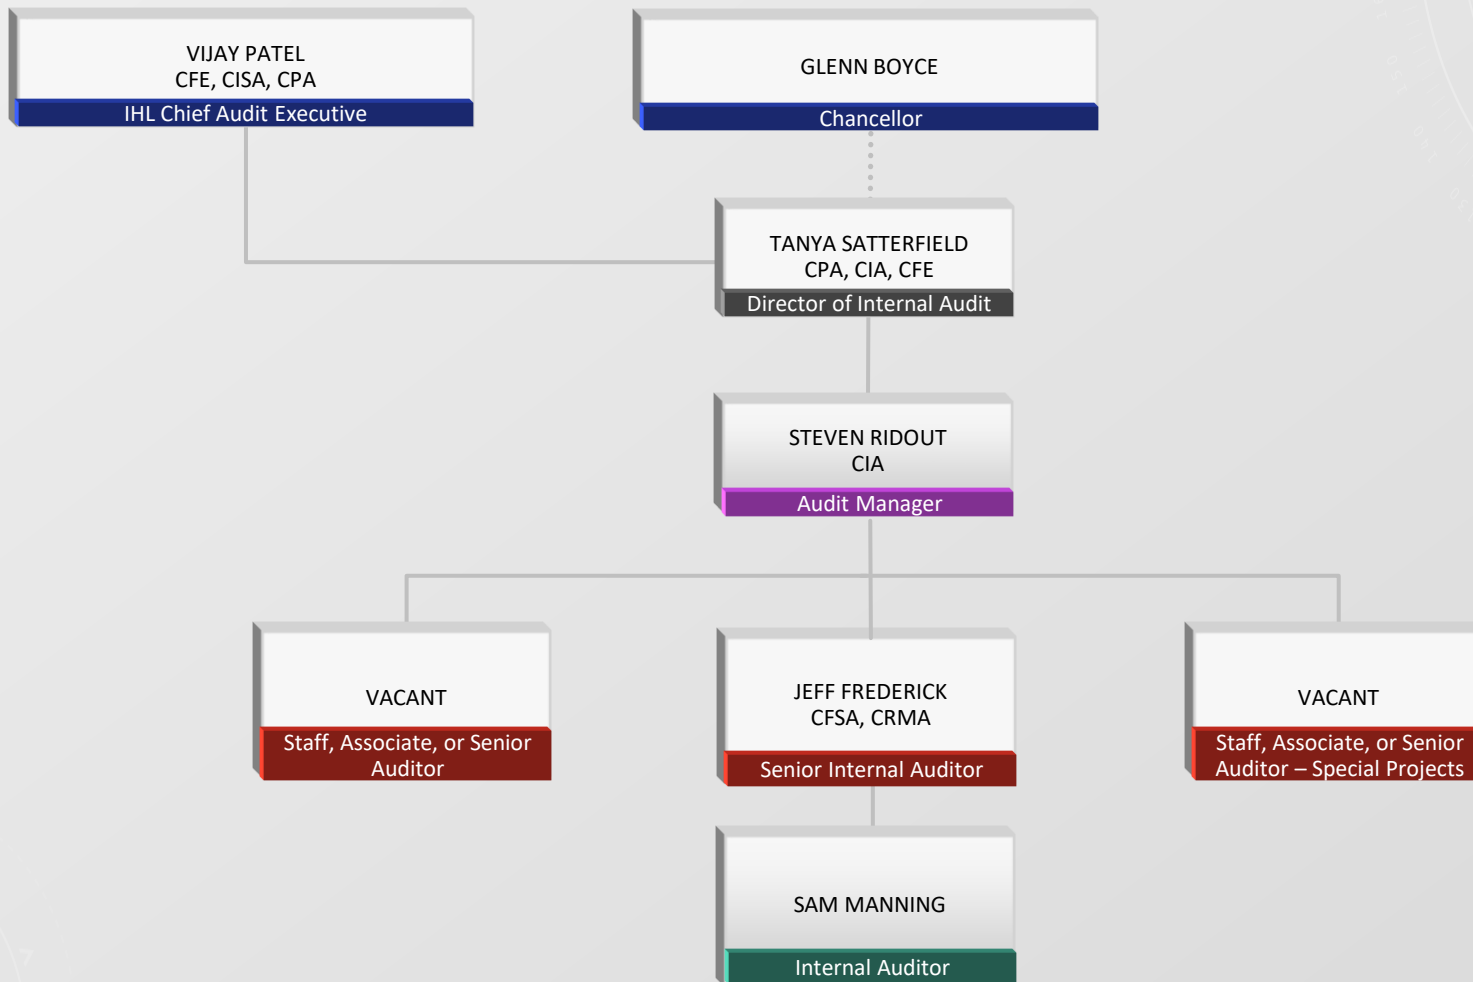 VIJAY PATEL
CFE, CISA, CPA
IHL Chief Audit Executive
GLENN BOYCE
Chancellor
TANYA SATTERFIELD
CPA, CIA, CFE
Director of Internal Audit
STEVEN RIDOUT
CIA
Audit Manager
VACANT
Staff, Associate, or Senior
Auditor
JEFF FREDERICK
CFSA, CRMA
Senior Internal Auditor
VACANT
Staff, Associate, or Senior
Auditor – Special Projects
SAM MANNING
Internal Auditor